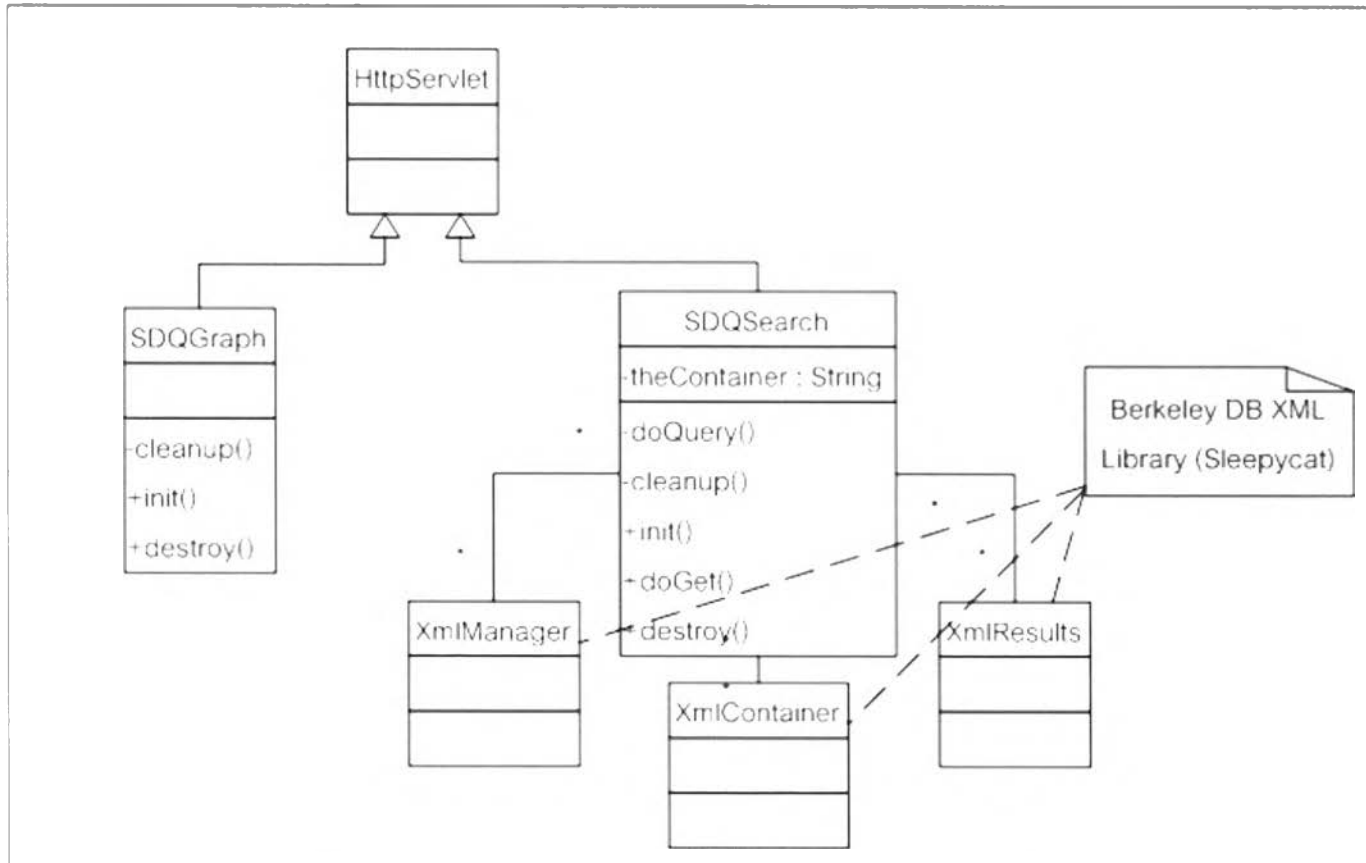 HttpServlet
SDQGraph
-cleanup()
+init()
+destroy()
SDQSearch
-theContainer : String
-doQuery()
-cleanup()
+init()
+doGet()
+destroy()
Berkeley DB XML
Library (Sleepycat)
XmlManager
XmlContainer
XmlResults